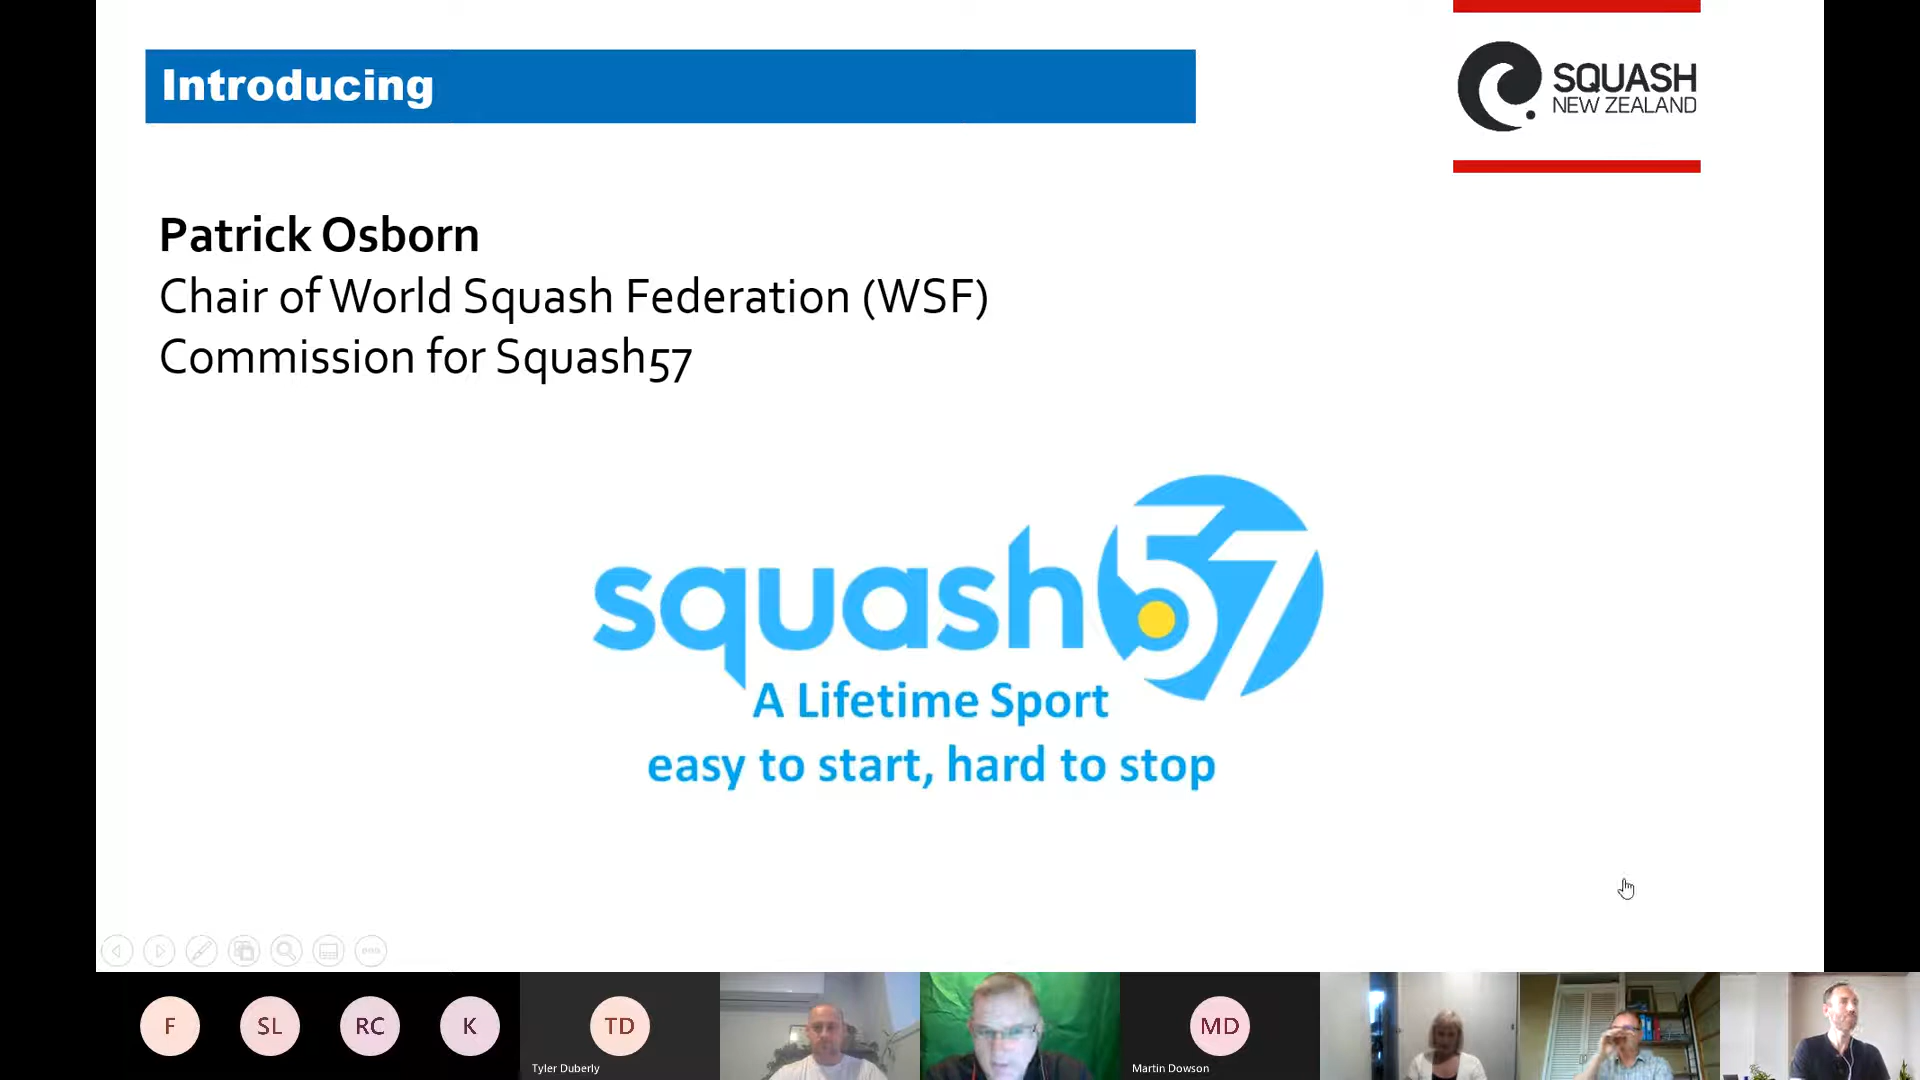 Introducing
SQUASH
NEW ZEALAND
Patrick Osborn
Chair of World Squash Federation (WSF)
Commission for Squash57
squash57
A Lifetime Sport
easy to start, hard to stop
F
SL
RC
K
TD
MD
Tyler Duberly
Martin Dowson